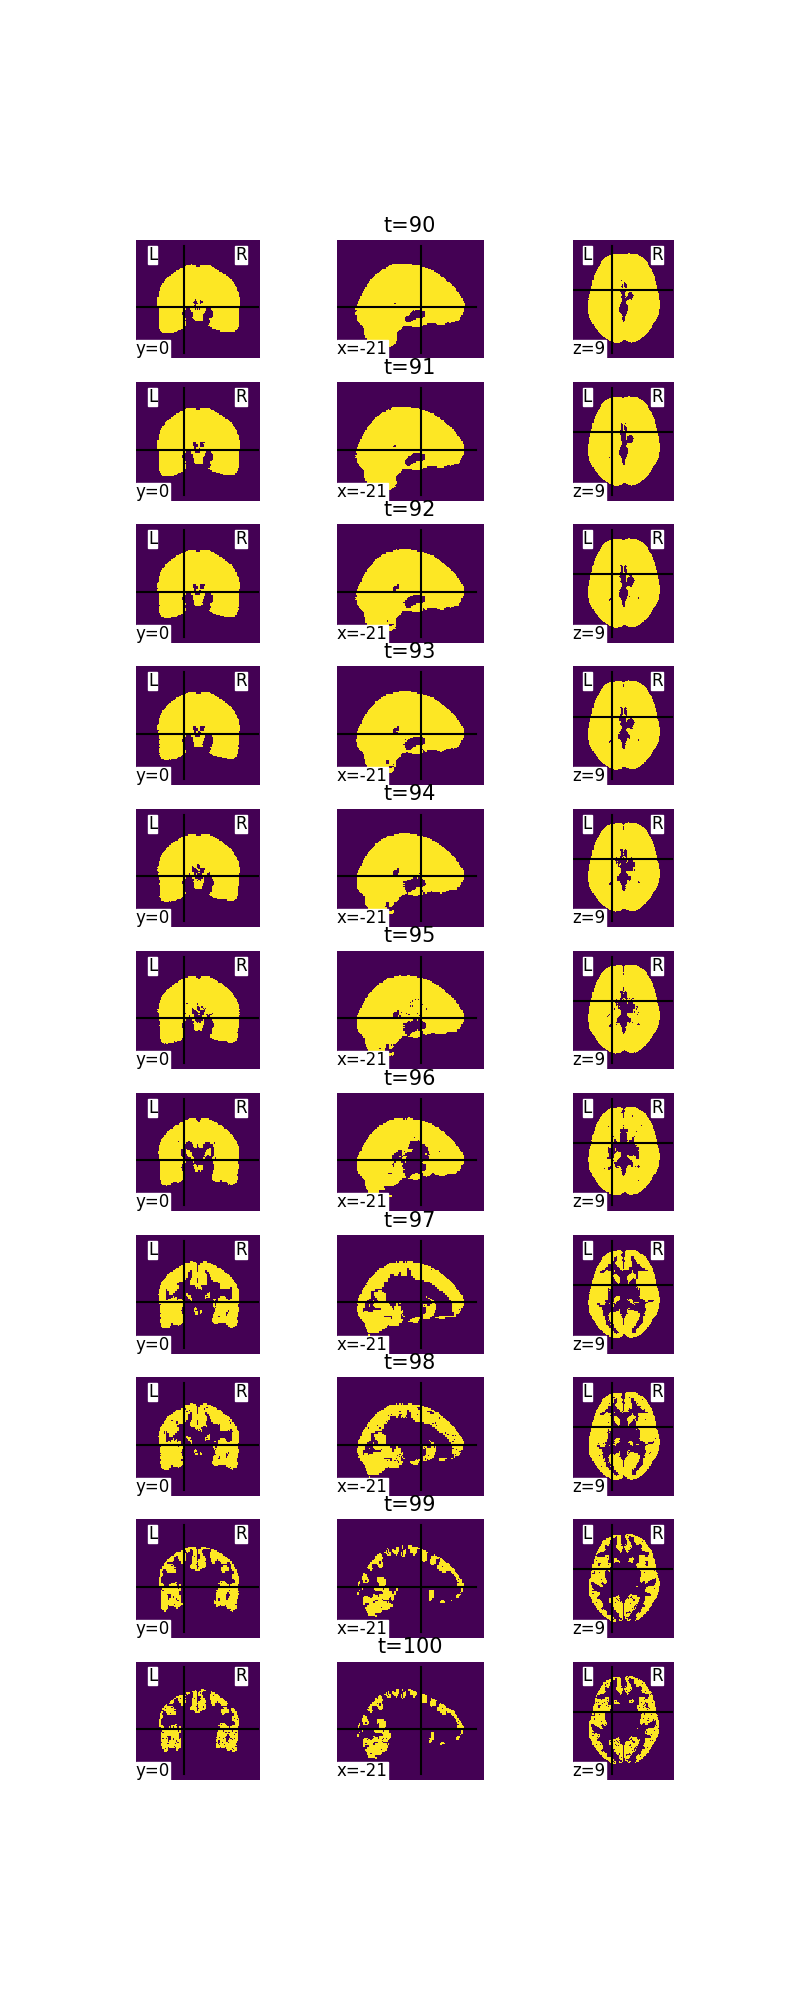 t=90
L R L R
y=0 x=-21 z=9
t=91
L R L R
y=0 x=-21 z=9
t=92
L R L R
y=0 x=-21 z=9
t=93
L R L R
y=0 x=-21 z=9
t=94
L R L R
y=0 x=-21 z=9
t=95
L R L R
y=0 x=-21 z=9
t=96
L R L R
y=0 x=-21 z=9
t=97
L R L R
y=0 x=-21 z=9
t=98
L R L R
y=0 x=-21 z=9
t=99
L R L R
y=0 x=-21 z=9
t=100
L R L R
y=0 x=-21 z=9